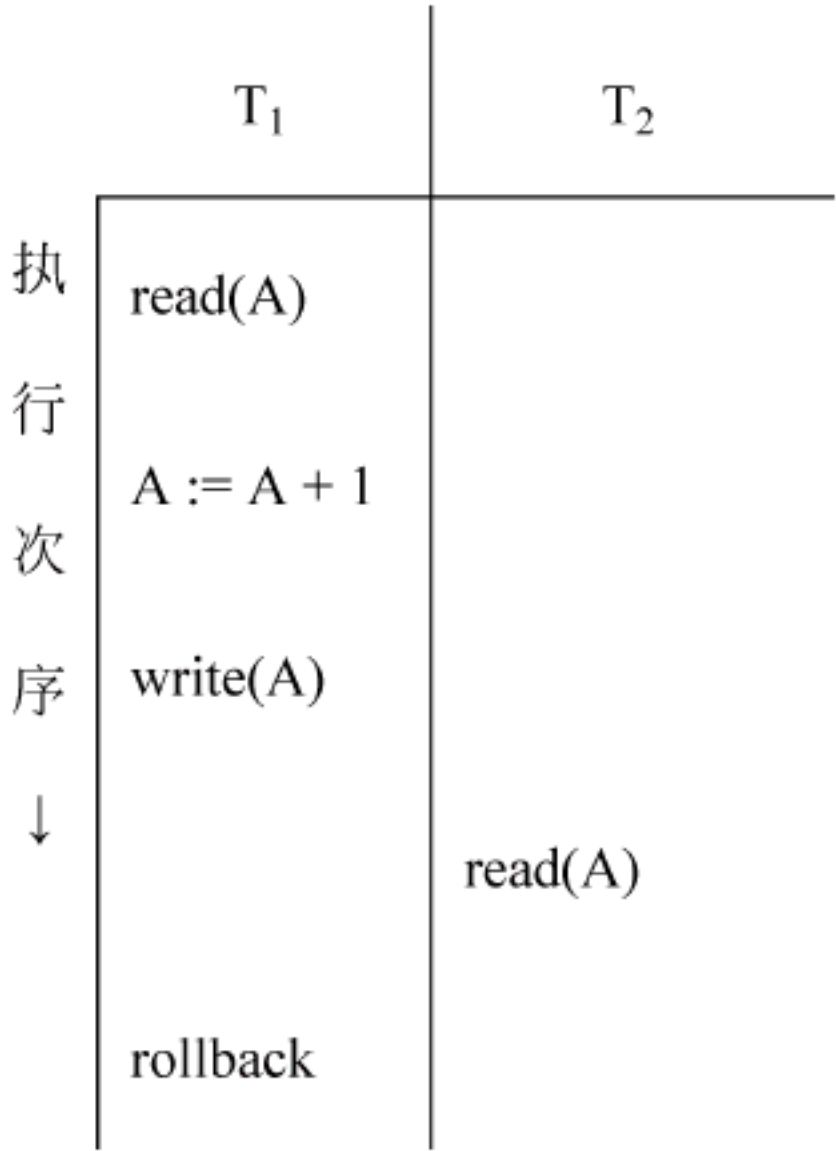 T₁ T₂
执行次序↓
read(A)
A := A + 1
write(A)
read(A)
rollback